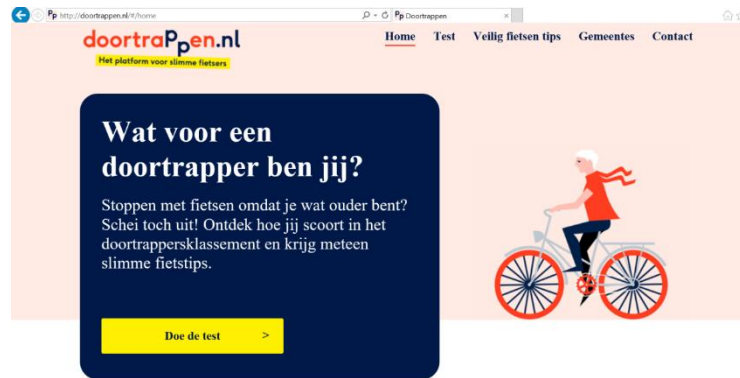 Pp http://doortrappen.nl/#/home
Pp Doortrappen
doortraPpen.nl
Het platform voor slimme fietsers
Home Test Veilig fietsen tips Gemeentes Contact
Wat voor een
doortrapper ben jij?
Stoppen met fietsen omdat je wat ouder bent?
Schei toch uit! Ontdek hoe jij scoort in het
doortrappersklassement en krijg meteen
slimme fietstips.
Doe de test >